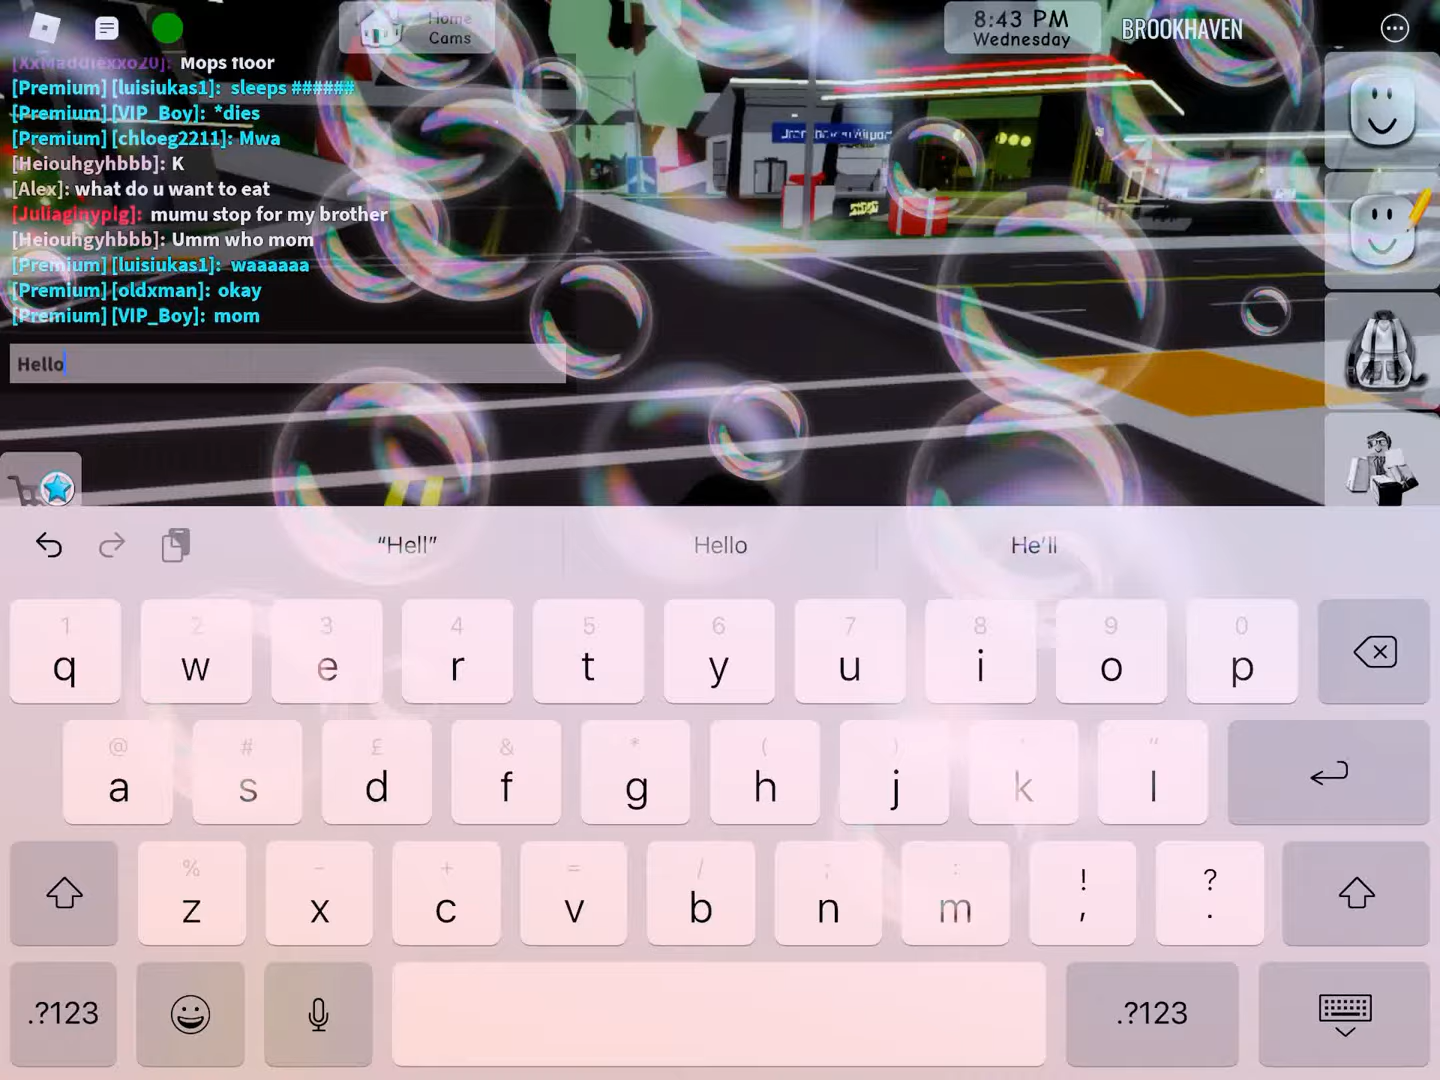 Home
Cams
8:43 PM
Wednesday
BROOKHAVEN
[XxMaddiexxo20]: Mops floor
[Premium] [luisiukas1]: sleeps ######
[Premium] [VIP_Boy]: *dies
[Premium] [chloeg2211]: Mwa
[Heiouhgyhbbb]: K
[Alex]: what do u want to eat
[Juliaginyplg]: mumu stop for my brother
[Heiouhgyhbbb]: Umm who mom
[Premium] [luisiukas1]: waaaaaa
[Premium] [oldxman]: okay
[Premium] [VIP_Boy]: mom
Hello
Airport
“Hell” Hello He’ll
1 2 3 4 5 6 7 8 9 0
q w e r t y u i o p
@ # £ & * ( ) ' "
a s d f g h j k l
% - + = / ; : ! ?
z x c v b n m , .
.?123 .?123